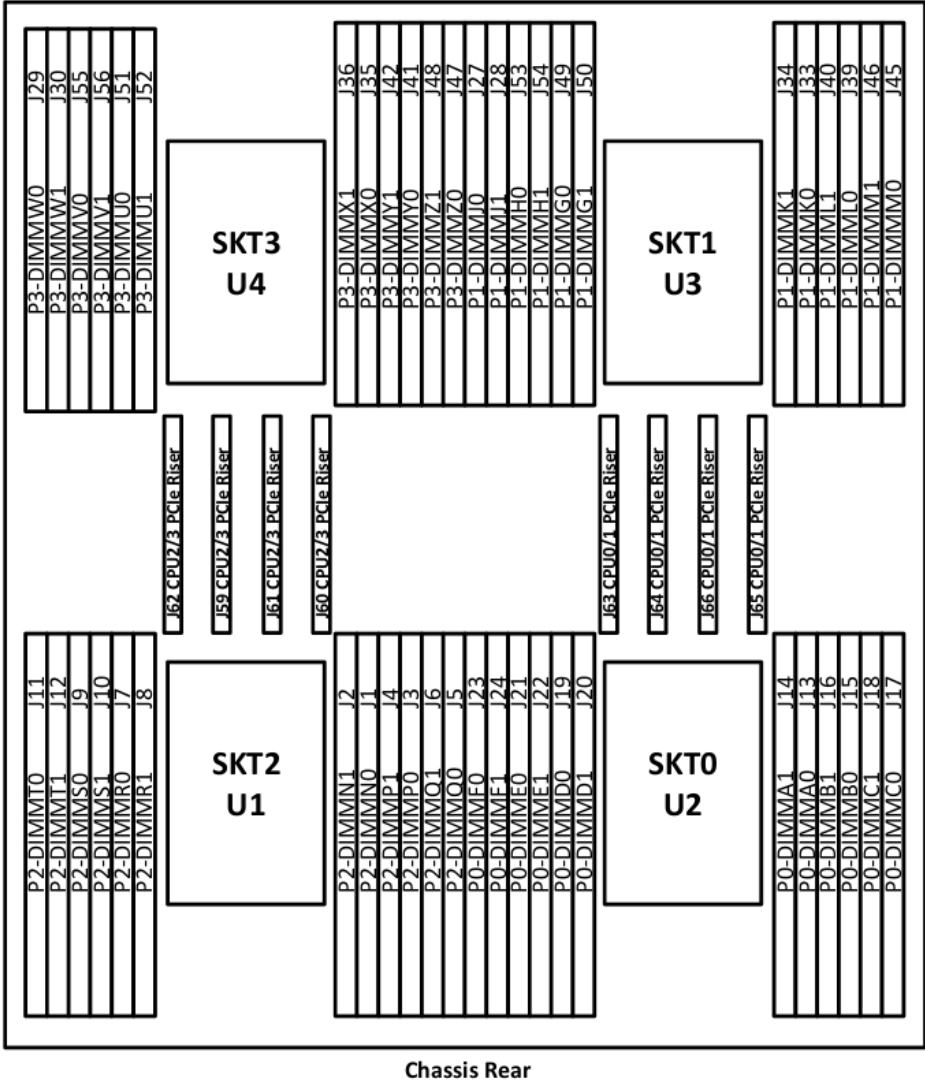 P3-DIMMW0 J29
P3-DIMMW1 J30
P3-DIMMV0 J55
P3-DIMMV1 J56
P3-DIMMU0 J51
P3-DIMMU1 J52
SKT3
U4
P3-DIMMX1 J36
P3-DIMMX0 J35
P3-DIMMY1 J42
P3-DIMMY0 J41
P3-DIMMZ1 J48
P3-DIMMZ0 J47
P1-DIMMJ0 J27
P1-DIMMJ1 J28
P1-DIMMH0 J53
P1-DIMMH1 J54
P1-DIMMG0 J49
P1-DIMMG1 J50
SKT1
U3
P1-DIMMK1 J34
P1-DIMMK0 J33
P1-DIMML1 J40
P1-DIMML0 J39
P1-DIMMM1 J46
P1-DIMMM0 J45
J62 CPU2/3 PCIe Riser
J59 CPU2/3 PCIe Riser
J61 CPU2/3 PCIe Riser
J60 CPU2/3 PCIe Riser
J63 CPU0/1 PCIe Riser
J64 CPU0/1 PCIe Riser
J66 CPU0/1 PCIe Riser
J65 CPU0/1 PCIe Riser
P2-DIMMT0 J11
P2-DIMMT1 J12
P2-DIMMS0 J9
P2-DIMMS1 J10
P2-DIMMR0 J7
P2-DIMMR1 J8
SKT2
U1
P2-DIMMN1 J2
P2-DIMMN0 J1
P2-DIMMP1 J4
P2-DIMMP0 J3
P2-DIMMQ1 J6
P2-DIMMQ0 J5
P0-DIMMF0 J23
P0-DIMMF1 J24
P0-DIMME0 J21
P0-DIMME1 J22
P0-DIMMD0 J19
P0-DIMMD1 J20
SKT0
U2
P0-DIMMA1 J14
P0-DIMMA0 J13
P0-DIMMB1 J16
P0-DIMMB0 J15
P0-DIMMC1 J18
P0-DIMMC0 J17
Chassis Rear